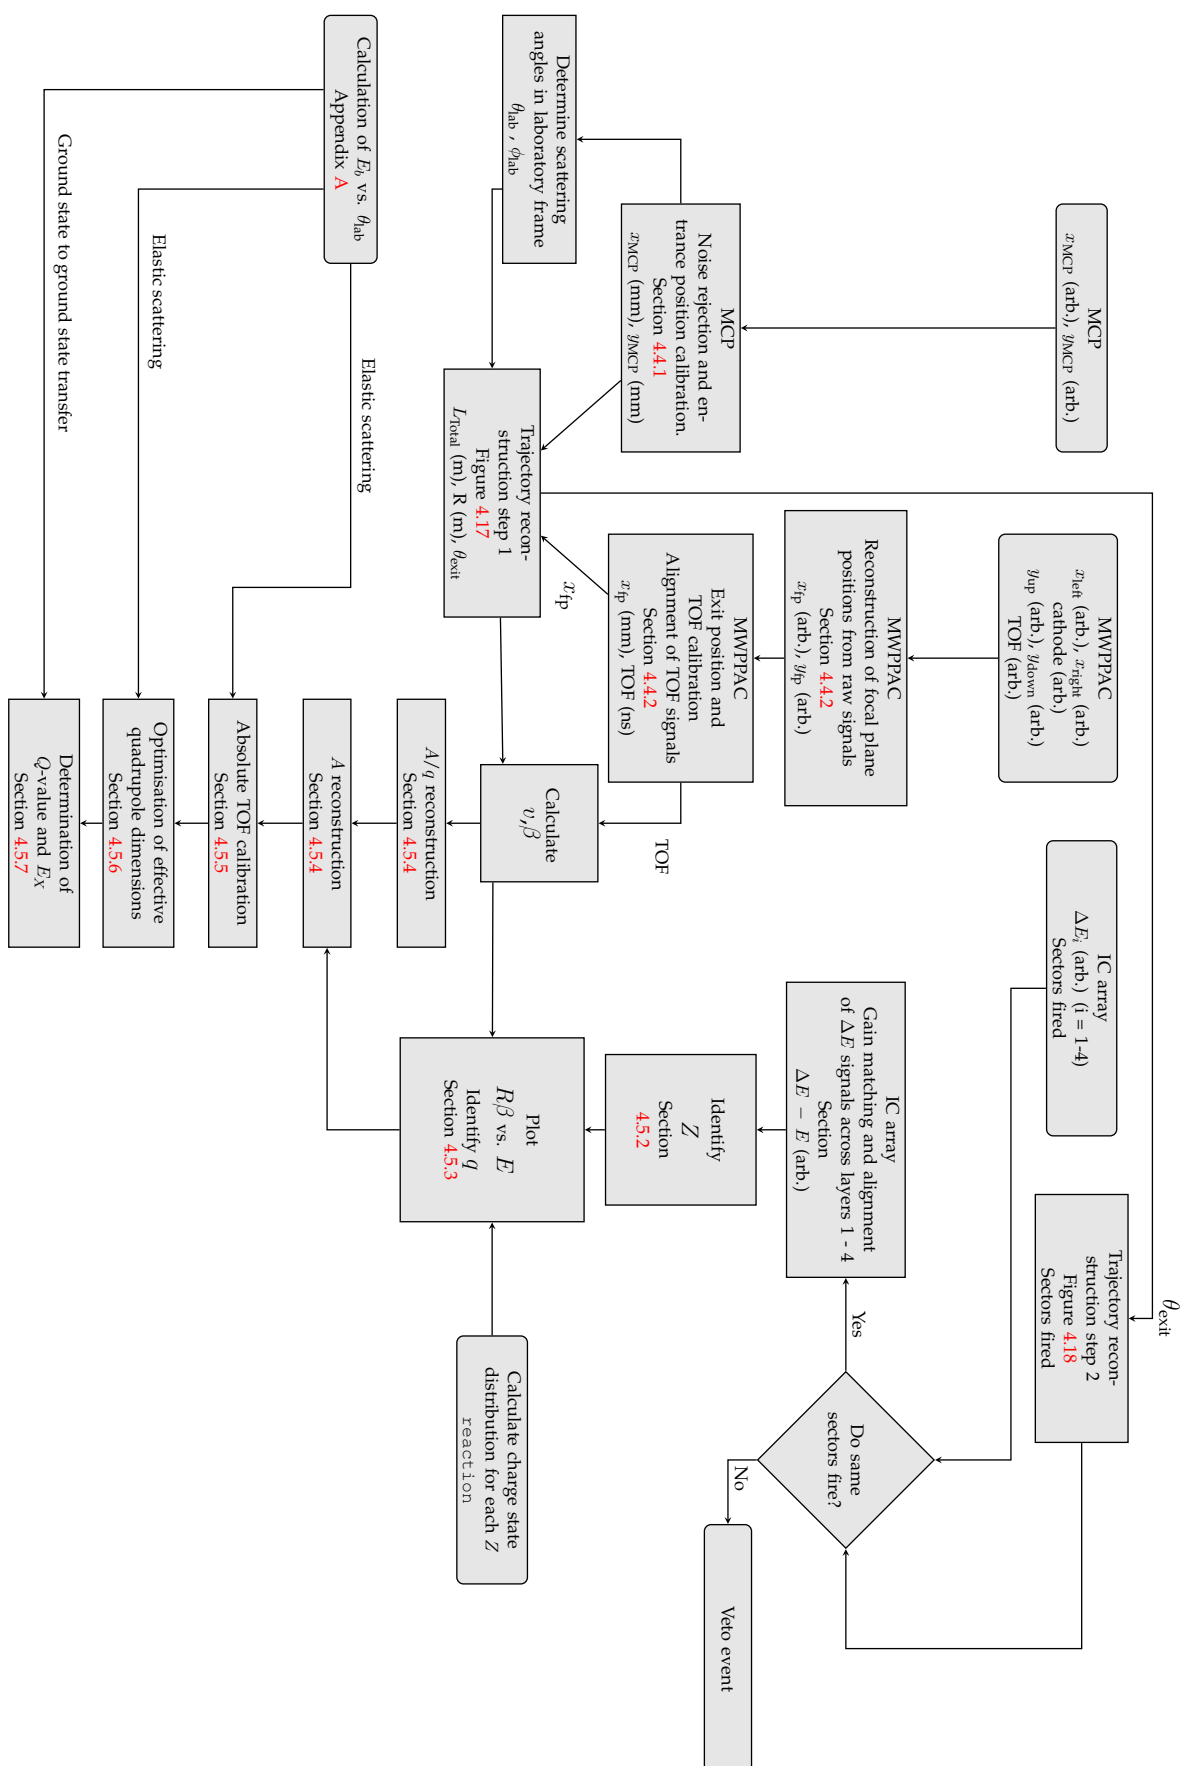 MCP
x_MCP (arb.), y_MCP (arb.)
MWPPAC
x_left (arb.), x_right (arb.)
cathode (arb.)
y_up (arb.), y_down (arb.)
TOF (arb.)
IC array
ΔE_i (arb.) (i = 1-4)
Sectors fired
θ_exit
Trajectory recon-
struction step 2
Figure 4.18
Sectors fired
MWPPAC
Reconstruction of focal plane
positions from raw signals
Section 4.4.2
x_fp (arb.), y_fp (arb.)
IC array
Gain matching and alignment
of ΔE signals across layers 1 - 4
Section
ΔE − E (arb.)
Yes
Do same
sectors fire?
No
Veto event
MCP
Noise rejection and en-
trance position calibration.
Section 4.4.1
x_MCP (mm), y_MCP (mm)
MWPPAC
Exit position and
TOF calibration
Alignment of TOF signals
Section 4.4.2
x_fp (mm), TOF (ns)
TOF
Identify
Z
Section
4.5.2
Determine scattering
angles in laboratory frame
θ_lab , ϕ_lab
x_fp
Trajectory recon-
struction step 1
Figure 4.17
L_Total (m), R (m), θ_exit
Calculate
v,β
Plot
Rβ vs. E
Identify q
Section 4.5.3
Calculate charge state
distribution for each Z
reaction
A/q reconstruction
Section 4.5.4
Calculation of E_b vs. θ_lab
Appendix A
Elastic scattering
A reconstruction
Section 4.5.4
Absolute TOF calibration
Section 4.5.5
Elastic scattering
Optimisation of effective
quadrupole dimensions
Section 4.5.6
Ground state to ground state transfer
Determination of
Q-value and E_X
Section 4.5.7